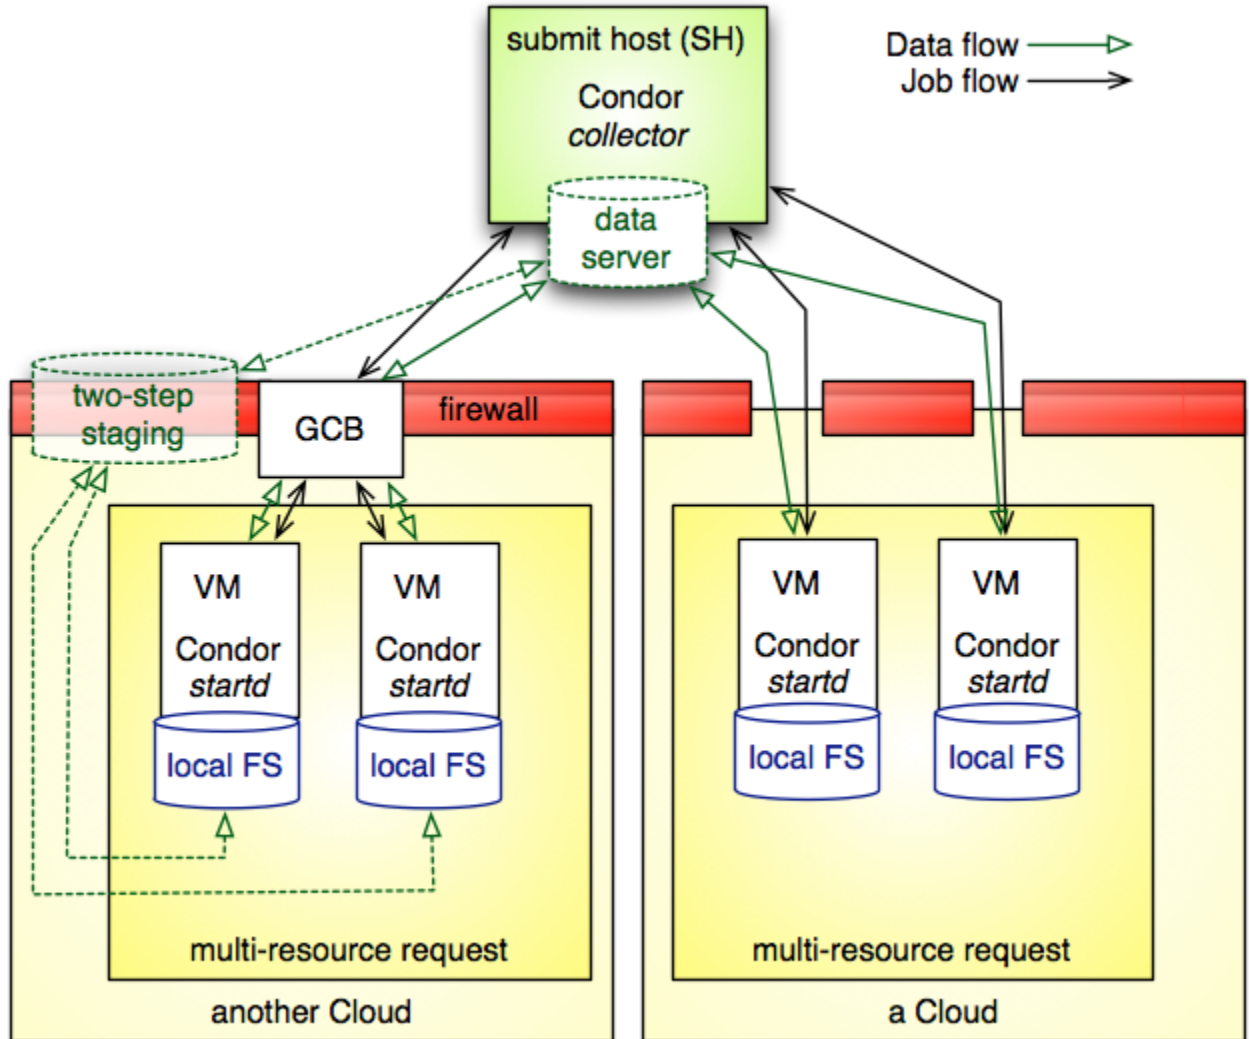 submit host (SH)
Condor
collector
data
server
Data flow
Job flow
two-step
staging
GCB
firewall
VM
Condor
startd
local FS
VM
Condor
startd
local FS
multi-resource request
another Cloud
VM
Condor
startd
local FS
VM
Condor
startd
local FS
multi-resource request
a Cloud